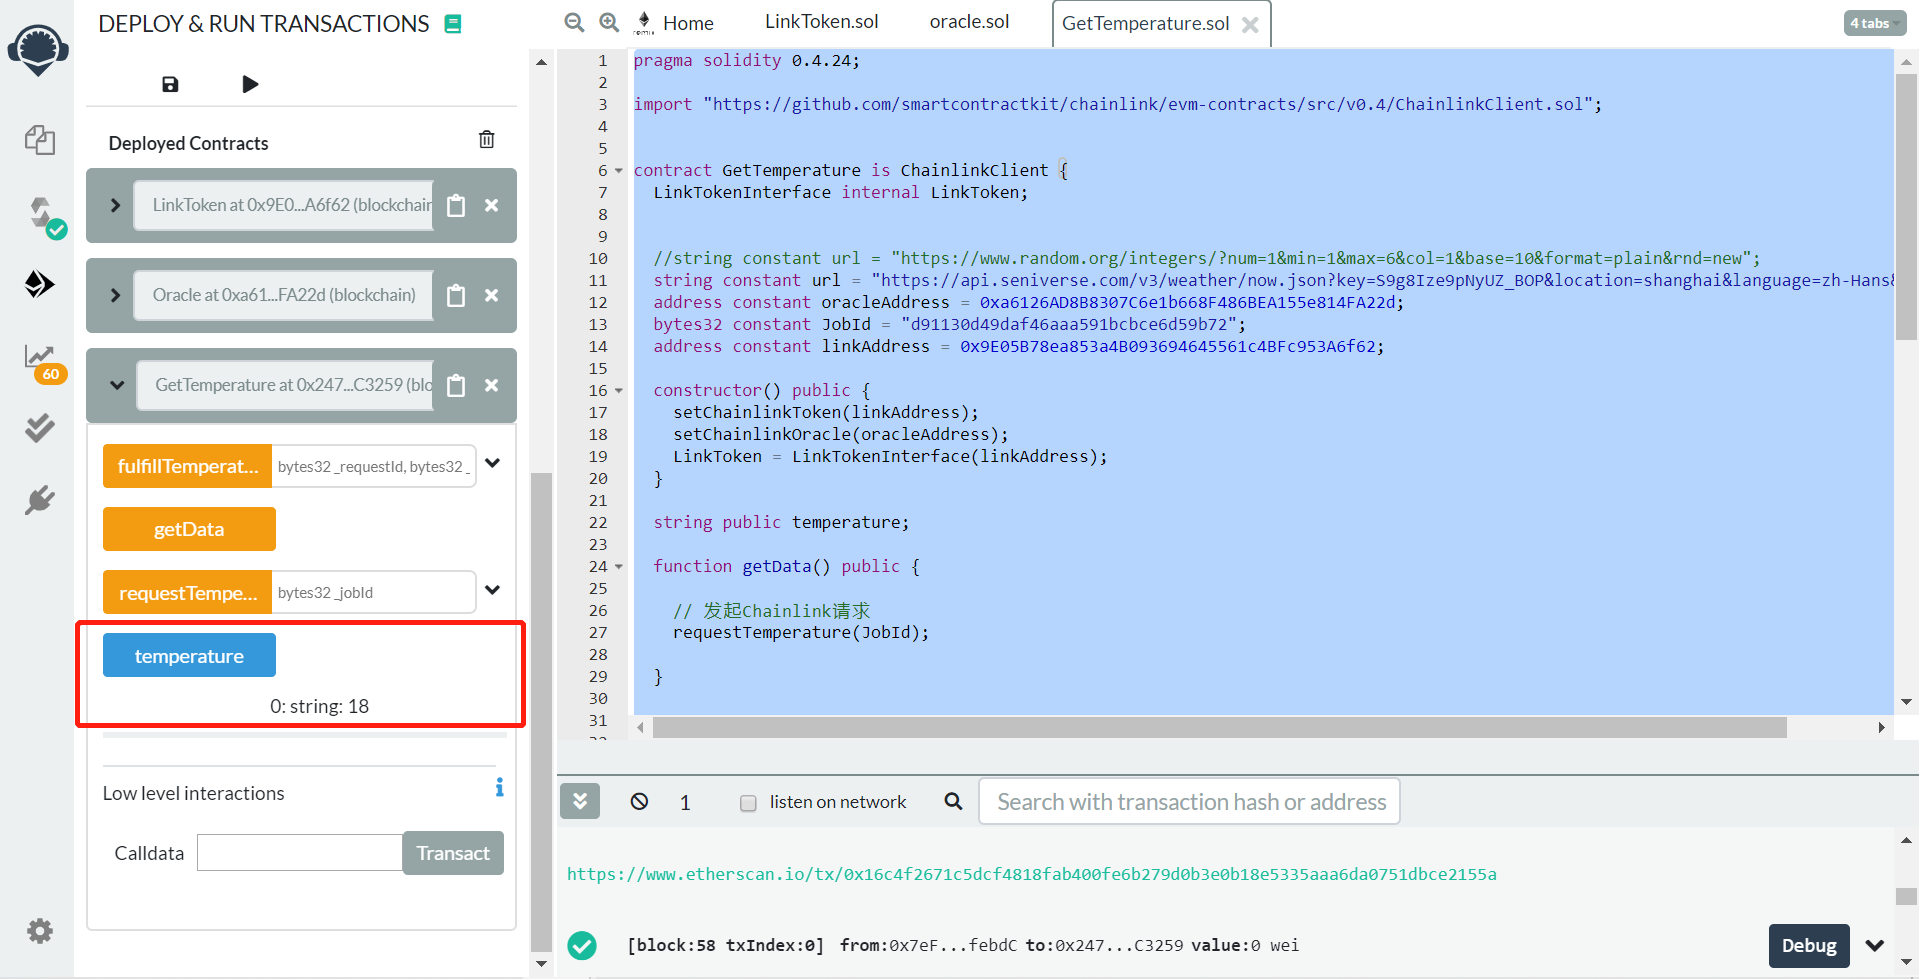 DEPLOY & RUN TRANSACTIONS
Deployed Contracts
LinkToken at 0x9E0...A6f62 (blockchain
Oracle at 0xa61...FA22d (blockchain)
60
GetTemperature at 0x247...C3259 (blo
fulfillTemperat... bytes32 _requestId, bytes32 _
getData
requestTempe... bytes32 _jobId
temperature
0: string: 18
Low level interactions
Calldata Transact
Home LinkToken.sol oracle.sol GetTemperature.sol 4 tabs
1 pragma solidity 0.4.24;
2
3 import "https://github.com/smartcontractkit/chainlink/evm-contracts/src/v0.4/ChainlinkClient.sol";
4
5
6 contract GetTemperature is ChainlinkClient {
7 LinkTokenInterface internal LinkToken;
8
9
10 //string constant url = "https://www.random.org/integers/?num=1&min=1&max=6&col=1&base=10&format=plain&rnd=new";
11 string constant url = "https://api.seniverse.com/v3/weather/now.json?key=S9g8Ize9pNyUZ_BOP&location=shanghai&language=zh-Hans&
12 address constant oracleAddress = 0xa6126AD8B8307C6e1b668F486BEA155e814FA22d;
13 bytes32 constant JobId = "d91130d49daf46aaa591bcbce6d59b72";
14 address constant linkAddress = 0x9E05B78ea853a4B093694645561c4BFc953A6f62;
15
16 constructor() public {
17 setChainlinkToken(linkAddress);
18 setChainlinkOracle(oracleAddress);
19 LinkToken = LinkTokenInterface(linkAddress);
20 }
21
22 string public temperature;
23
24 function getData() public {
25
26 // 发起Chainlink请求
27 requestTemperature(JobId);
28
29 }
30
31
1 listen on network Search with transaction hash or address
https://www.etherscan.io/tx/0x16c4f2671c5dcf4818fab400fe6b279d0b3e0b18e5335aaa6da0751dbce2155a
[block:58 txIndex:0] from:0x7eF...febdC to:0x247...C3259 value:0 wei Debug